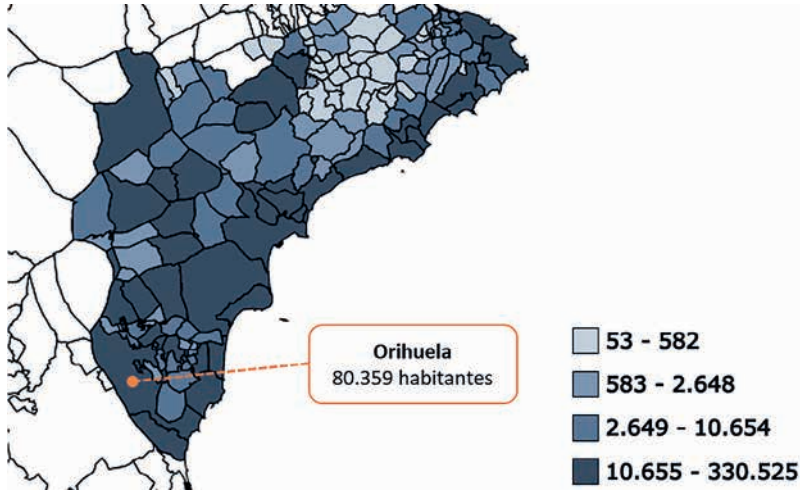 Orihuela
80.359 habitantes
53 - 582
583 - 2.648
2.649 - 10.654
10.655 - 330.525